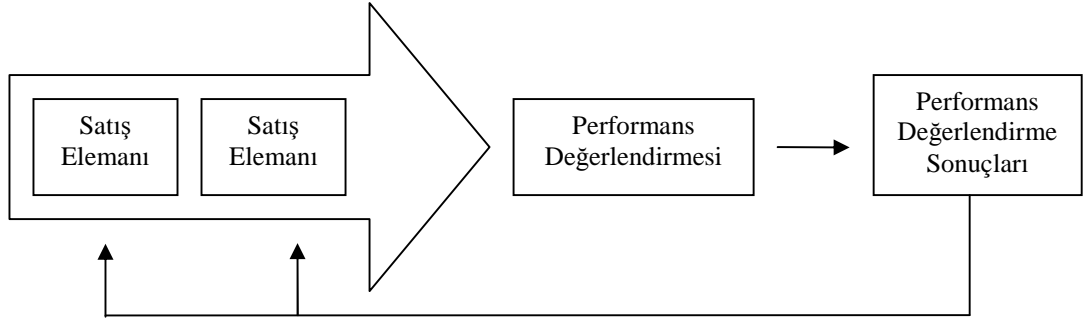 Satış
Elemanı
Satış
Elemanı
Performans
Değerlendirmesi
Performans
Değerlendirme
Sonuçları